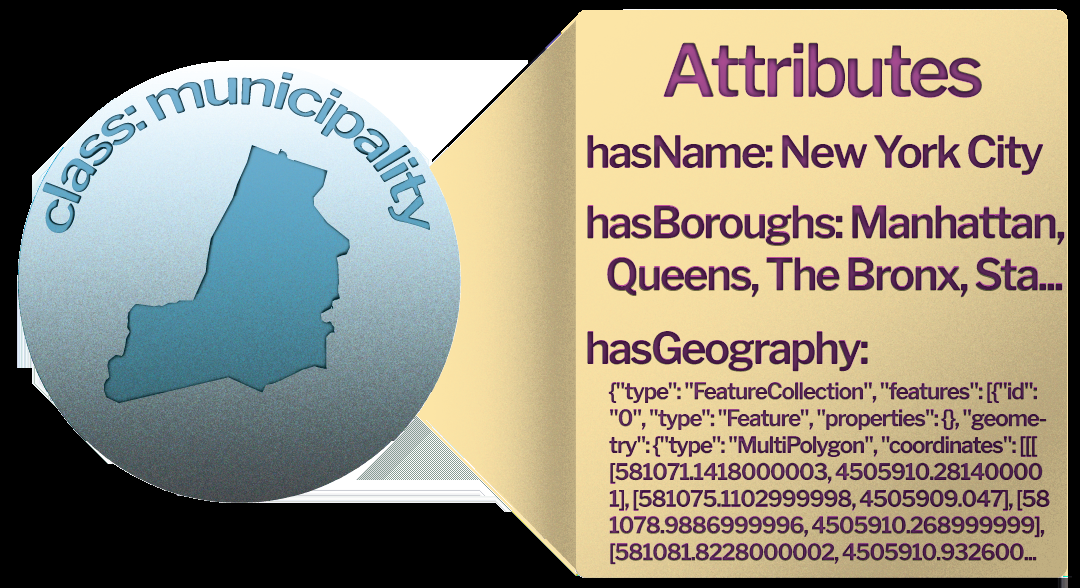 class: municipality
Attributes
hasName: New York City
hasBoroughs: Manhattan,
Queens, The Bronx, Sta...
hasGeography:
{"type": "FeatureCollection", "features": [{"id":
"0", "type": "Feature", "properties": {}, "geome-
try": {"type": "MultiPolygon", "coordinates": [[[
[581071.1418000003, 4505910.28140000
1], [581075.1102999998, 4505909.047], [58
1078.9886999996, 4505910.268999999],
[581081.8228000002, 4505910.932600...